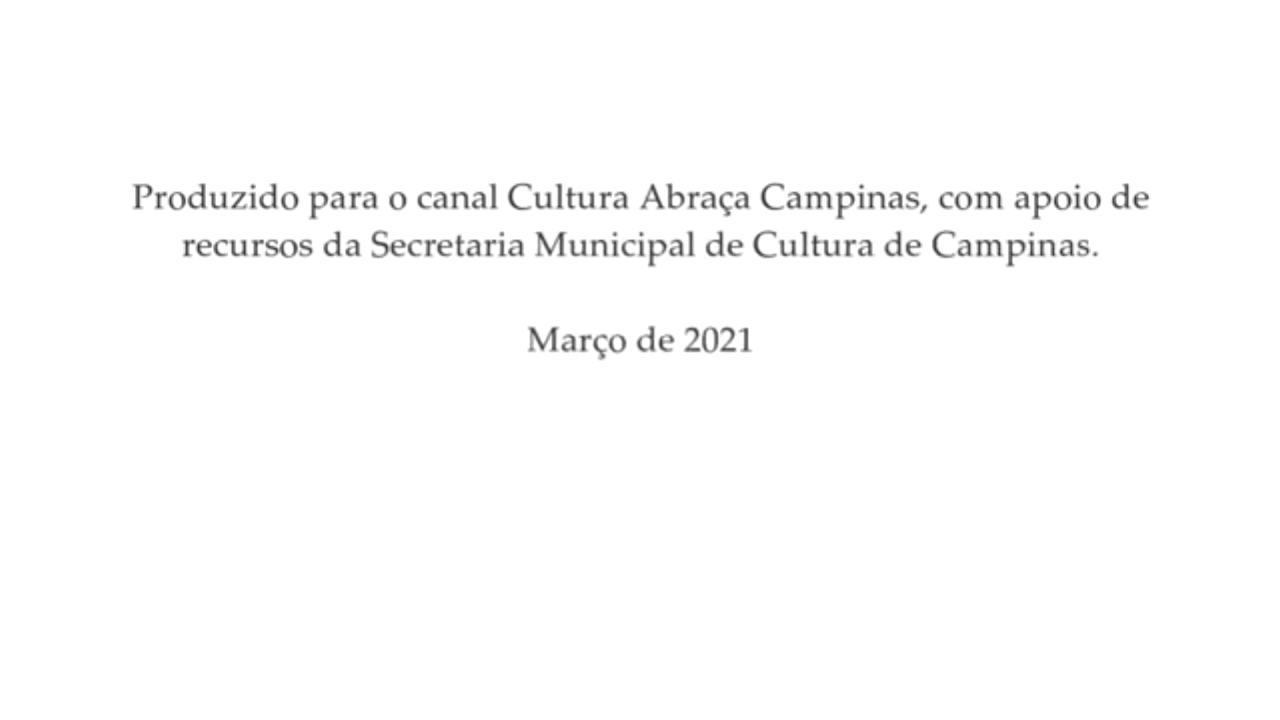 Produzido para o canal Cultura Abraça Campinas, com apoio de
recursos da Secretaria Municipal de Cultura de Campinas.
Março de 2021